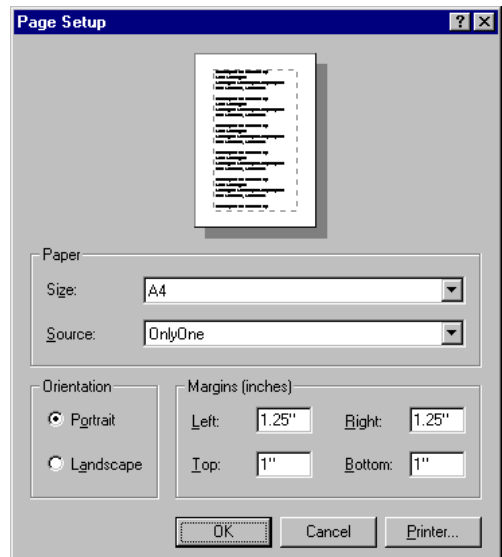 Page Setup
Paper
Size: A4
Source: OnlyOne
Orientation
Portrait
Landscape
Margins (inches)
Left: 1.25" Right: 1.25"
Top: 1" Bottom: 1"
OK Cancel Printer...